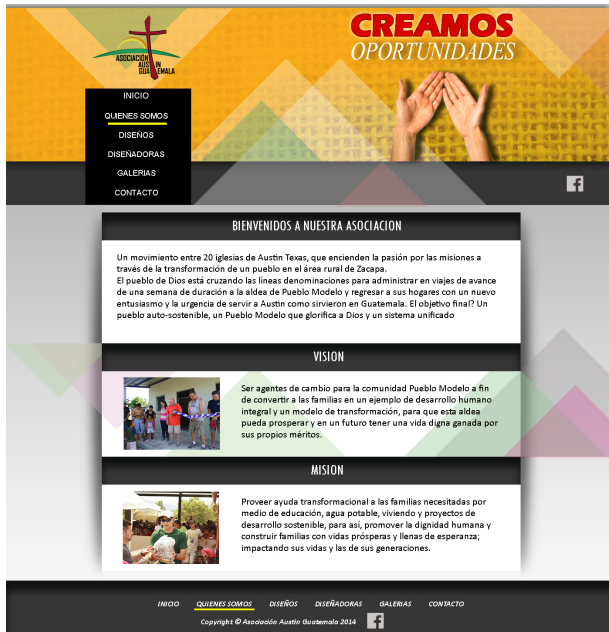 CREAMOS
OPORTUNIDADES
ASOCIACIÓN
AUSTIN
GUATEMALA
INICIO
QUIENES SOMOS
DISEÑOS
DISEÑADORAS
GALERIAS
CONTACTO
BIENVENIDOS A NUESTRA ASOCIACION
Un movimiento entre 20 iglesias de Austin Texas, que encienden la pasión por las misiones a
través de la transformación de un pueblo en el área rural de Zacapa.
El pueblo de Dios está cruzando las líneas denominaciones para administrar en viajes de avance
de una semana de duración a la aldea de Pueblo Modelo y regresar a sus hogares con un nuevo
entusiasmo y la urgencia de servir a Austin como sirvieron en Guatemala. El objetivo final? Un
pueblo auto-sostenible, un Pueblo Modelo que glorifica a Dios y un sistema unificado
VISION
Ser agentes de cambio para la comunidad Pueblo Modelo a fin
de convertir a las familias en un ejemplo de desarrollo humano
integral y un modelo de transformación, para que esta aldea
pueda prosperar y en un futuro tener una vida digna ganada por
sus propios méritos.
MISION
Proveer ayuda transformacional a las familias necesitadas por
medio de educación, agua potable, viviendo y proyectos de
desarrollo sostenible, para así, promover la dignidad humana y
construir familias con vidas prósperas y llenas de esperanza;
impactando sus vidas y las de sus generaciones.
INICIO QUIENES SOMOS DISEÑOS DISEÑADORAS GALERIAS CONTACTO
Copyright © Asociación Austin Guatemala 2014